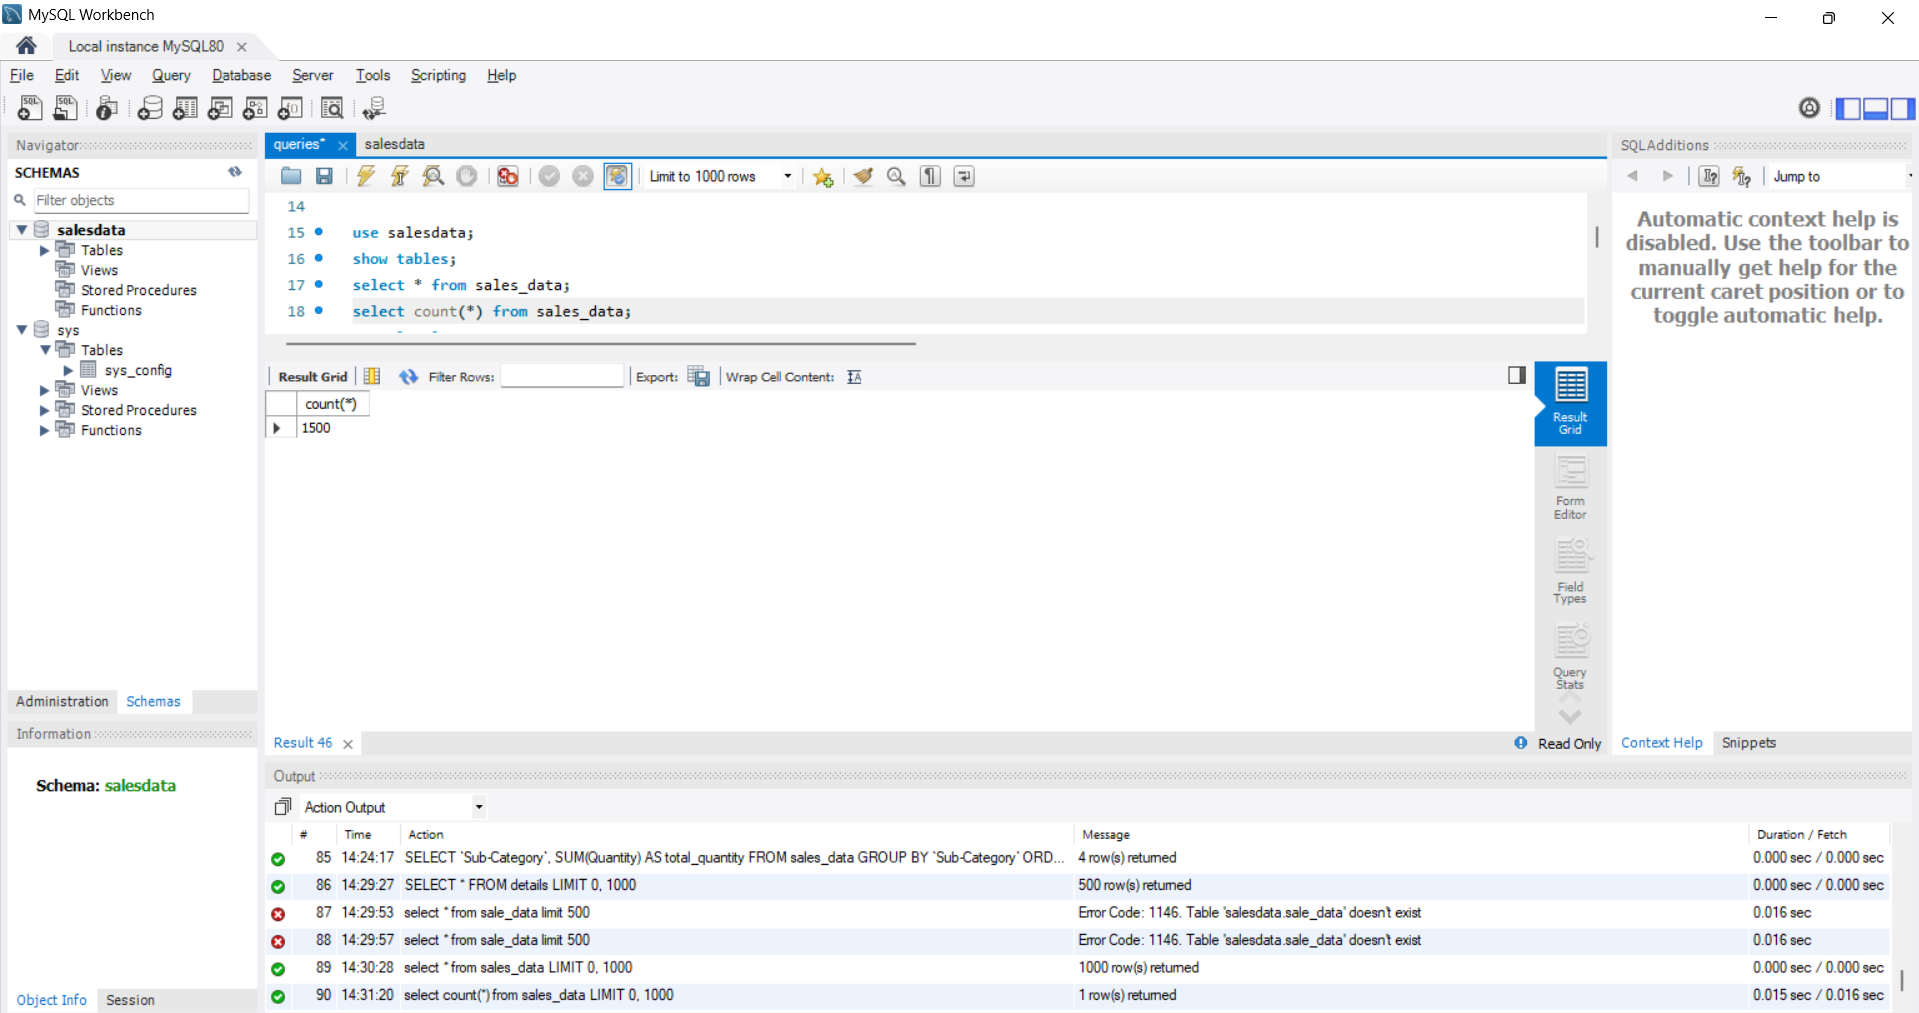 MySQL Workbench
Local instance MySQL80
File Edit View Query Database Server Tools Scripting Help
Navigator
SCHEMAS
Filter objects
salesdata
Tables
Views
Stored Procedures
Functions
sys
Tables
sys_config
Views
Stored Procedures
Functions
Administration Schemas
Information
Schema: salesdata
Object Info Session
queries* salesdata
Limit to 1000 rows
14
15 use salesdata;
16 show tables;
17 select * from sales_data;
18 select count(*) from sales_data;
Result Grid Filter Rows: Export: Wrap Cell Content:
count(*)
1500
Result Grid
Form Editor
Field Types
Query Stats
Result 46 Read Only
SQLAdditions
Jump to
Automatic context help is
disabled. Use the toolbar to
manually get help for the
current caret position or to
toggle automatic help.
Context Help Snippets
Output
Action Output
# Time Action Message Duration / Fetch
85 14:24:17 SELECT `Sub-Category`, SUM(Quantity) AS total_quantity FROM sales_data GROUP BY `Sub-Category` ORD... 4 row(s) returned 0.000 sec / 0.000 sec
86 14:29:27 SELECT * FROM details LIMIT 0, 1000 500 row(s) returned 0.000 sec / 0.000 sec
87 14:29:53 select * from sale_data limit 500 Error Code: 1146. Table 'salesdata.sale_data' doesn't exist 0.016 sec
88 14:29:57 select * from sale_data limit 500 Error Code: 1146. Table 'salesdata.sale_data' doesn't exist 0.016 sec
89 14:30:28 select * from sales_data LIMIT 0, 1000 1000 row(s) returned 0.000 sec / 0.000 sec
90 14:31:20 select count(*) from sales_data LIMIT 0, 1000 1 row(s) returned 0.015 sec / 0.016 sec